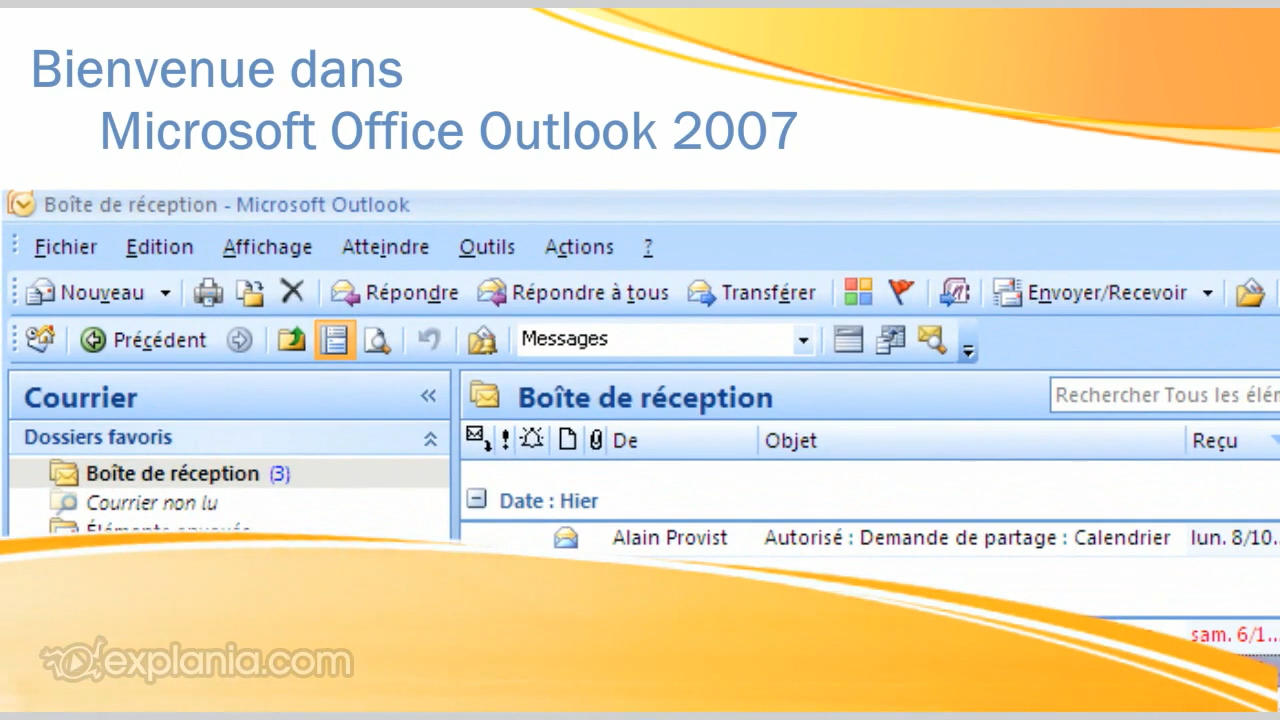 Bienvenue dans
Microsoft Office Outlook 2007
Boîte de réception - Microsoft Outlook
Fichier Edition Affichage Atteindre Outils Actions ?
Nouveau Répondre Répondre à tous Transférer Envoyer/Recevoir
Précédent Messages
Courrier
Dossiers favoris
Boîte de réception (3)
Courrier non lu
Éléments envoyés
Boîte de réception Rechercher Tous les élém
De Objet Reçu
Date : Hier
Alain Provist Autorisé : Demande de partage : Calendrier lun. 8/10...
sam. 6/1...
explania.com